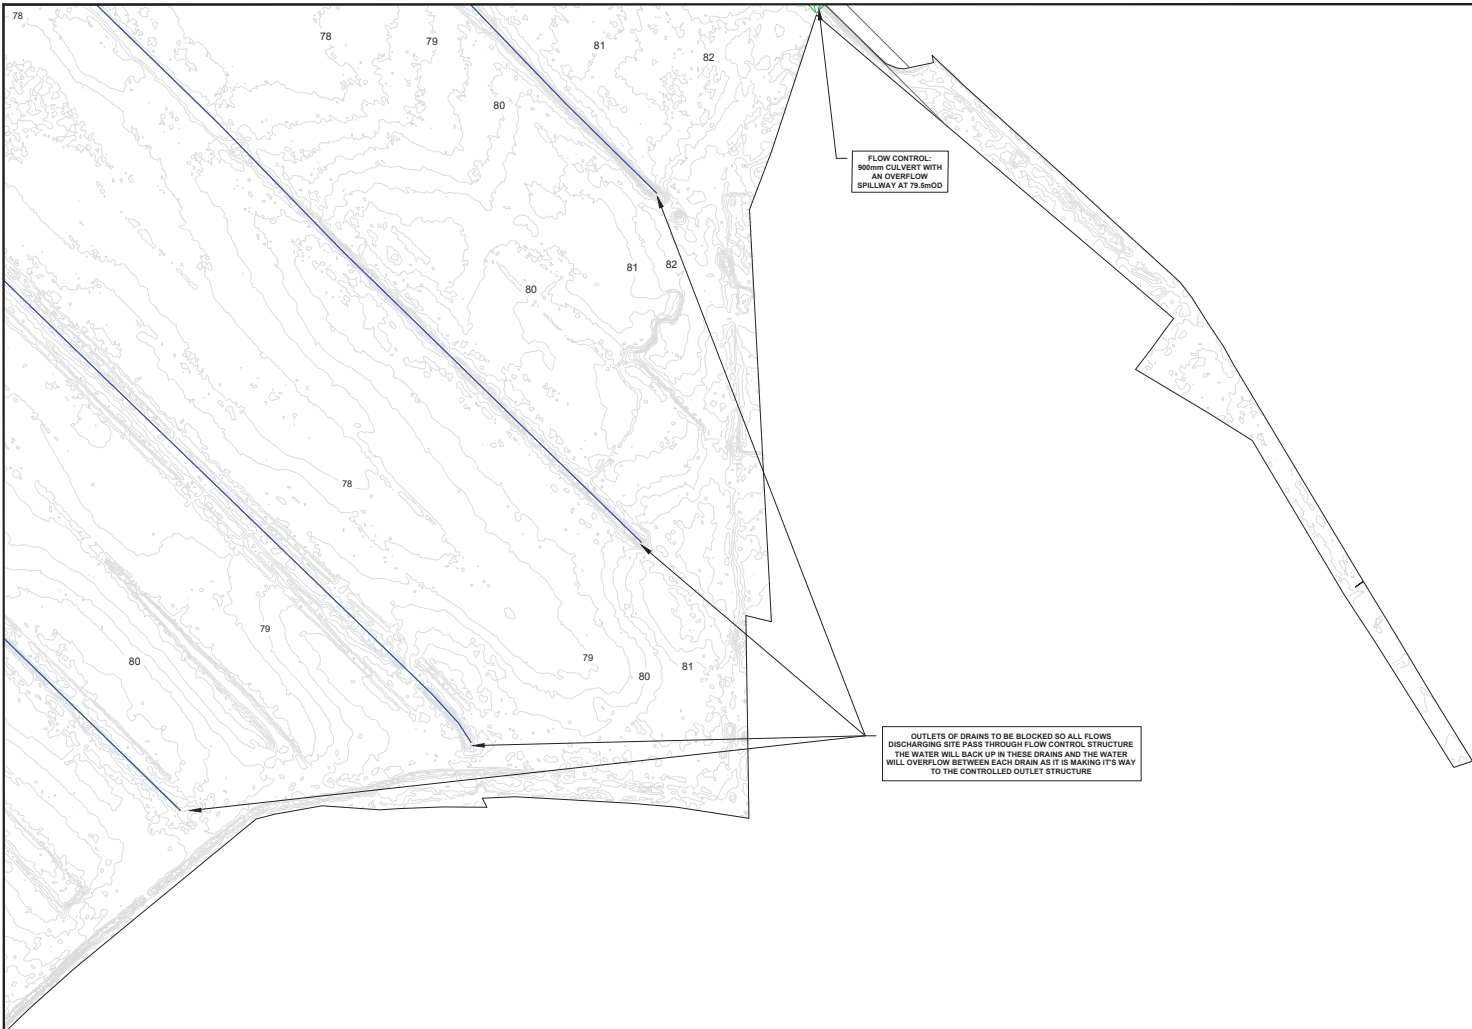 78
78
79
81
82
80
FLOW CONTROL:
900mm CULVERT WITH
AN OVERFLOW
SPILLWAY AT 79.5mOD
81
82
80
78
79
80
79
80
81
OUTLETS OF DRAINS TO BE BLOCKED SO ALL FLOWS
DISCHARGING SITE PASS THROUGH FLOW CONTROL STRUCTURE
THE WATER WILL BACK UP IN THESE DRAINS AND THE WATER
WILL OVERFLOW BETWEEN EACH DRAIN AS IT IS MAKING IT'S WAY
TO THE CONTROLLED OUTLET STRUCTURE